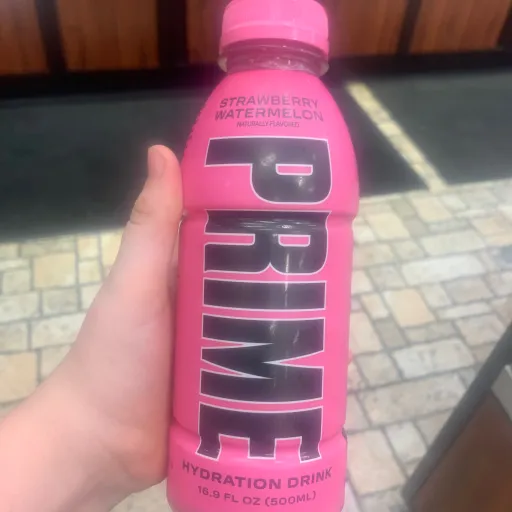 STRAWBERRY
WATERMELON
NATURALLY FLAVORED
PRIME
HYDRATION DRINK
16.9 FL OZ (500ML)